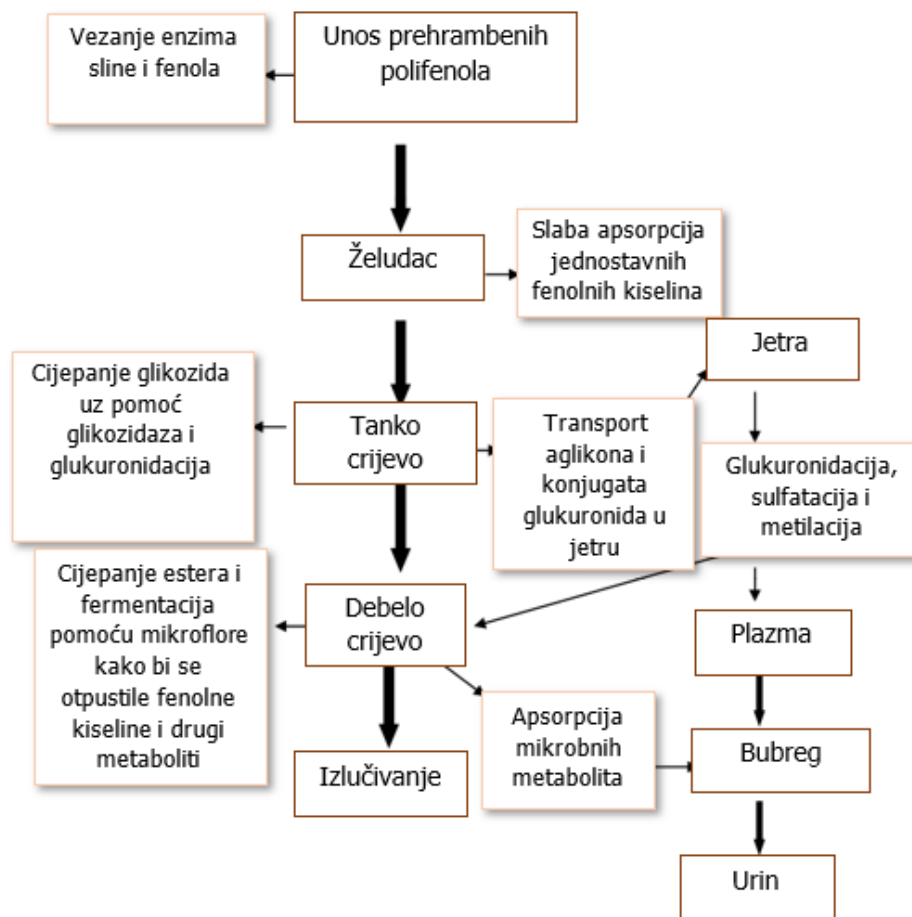 Vezanje enzima
sline i fenola
Unos prehrambenih
polifenola
Želudac
Slaba apsorpcija
jednostavnih
fenolnih kiselina
Jetra
Cijepanje glikozida
uz pomoć
glikozidaza i
glukuronidacija
Tanko
crijevo
Transport
aglikona i
konjugata
glukuronida u
jetru
Glukuronidacija,
sulfatacija i
metilacija
Cijepanje estera i
fermentacija
pomoću mikroflore
kako bi se
otpustile fenolne
kiseline i drugi
metaboliti
Debelo
crijevo
Plazma
Apsorpcija
mikrobnih
metabolita
Bubreg
Izlučivanje
Urin